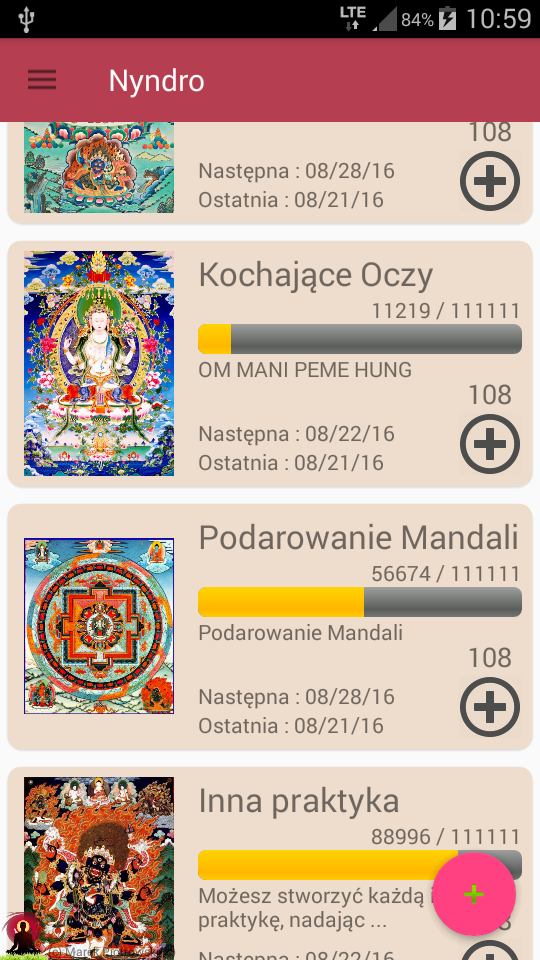 LTE 84% 10:59
Nyndro
108
Następna : 08/28/16
Ostatnia : 08/21/16
Kochające Oczy
11219 / 111111
OM MANI PEME HUNG
108
Następna : 08/22/16
Ostatnia : 08/21/16
Podarowanie Mandali
56674 / 111111
Podarowanie Mandali
108
Następna : 08/28/16
Ostatnia : 08/21/16
Inna praktyka
88996 / 111111
Możesz stworzyć każdą
praktykę, nadając ...
Następna : 08/22/16
(c) Marek